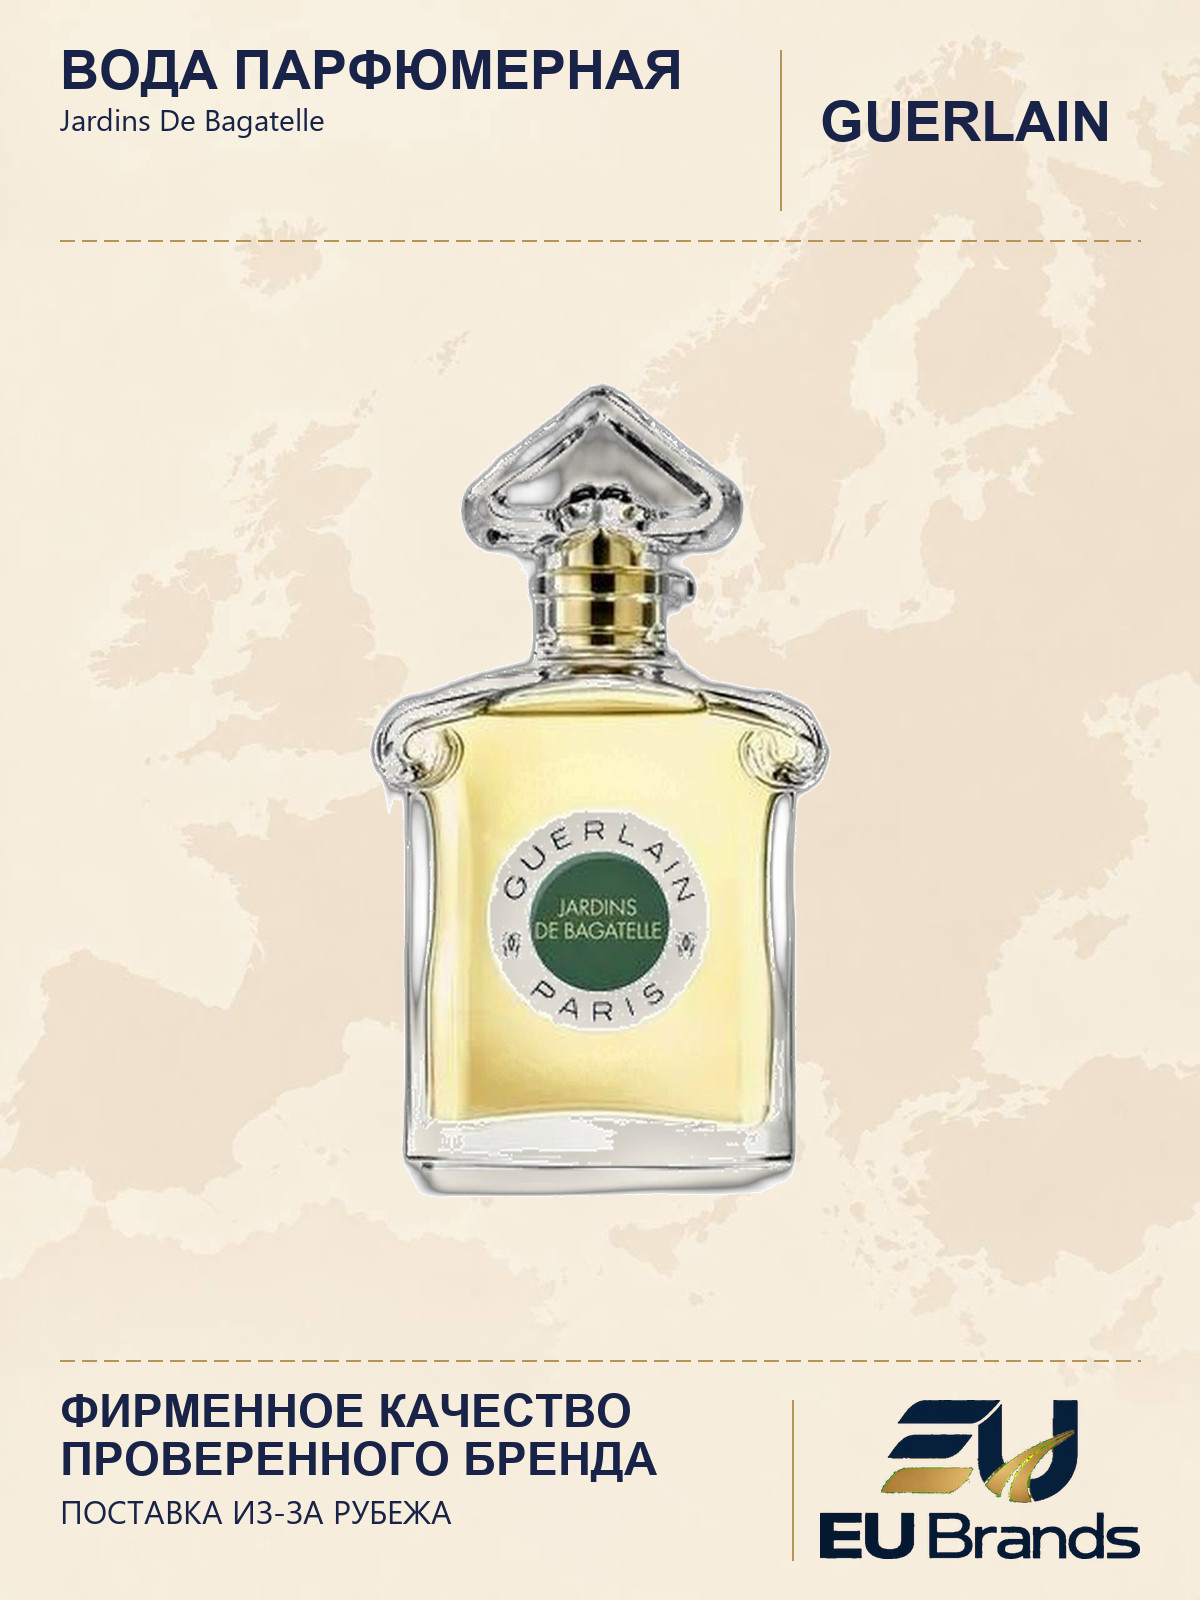 ВОДА ПАРФЮМЕРНАЯ
Jardins De Bagatelle
GUERLAIN
GUERLAIN
JARDINS
DE BAGATELLE
PARIS
ФИРМЕННОЕ КАЧЕСТВО
ПРОВЕРЕННОГО БРЕНДА
ПОСТАВКА ИЗ-ЗА РУБЕЖА
EU
EU Brands